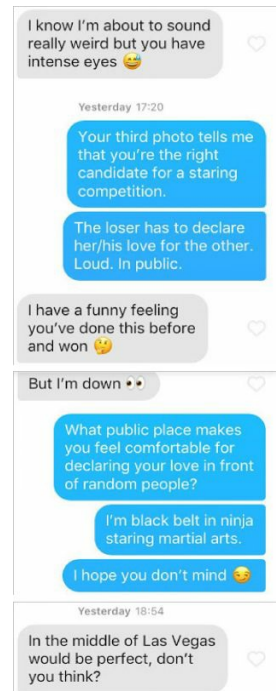 I know I'm about to sound
really weird but you have
intense eyes 😅
Yesterday 17:20
Your third photo tells me
that you're the right
candidate for a staring
competition.
The loser has to declare
her/his love for the other.
Loud. In public.
I have a funny feeling
you've done this before
and won 🤔
But I'm down 👀
What public place makes
you feel comfortable for
declaring your love in front
of random people?
I'm black belt in ninja
staring martial arts.
I hope you don't mind 😏
Yesterday 18:54
In the middle of Las Vegas
would be perfect, don't
you think?